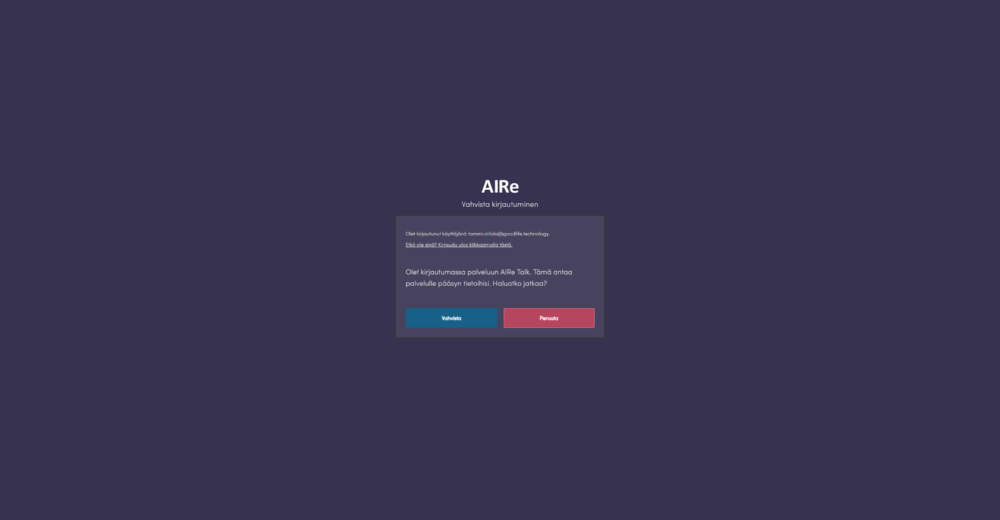 AIRe
Vahvista kirjautuminen
Olet kirjautunut käyttäjänä tommi.niilola@goodlife.technology.
Etkö ole sinä? Kirjaudu ulos klikkaamalla tästä.
Olet kirjautumassa palveluun AIRe Talk. Tämä antaa
palvelulle pääsyn tietoihisi. Haluatko jatkaa?
Vahvista
Peruuta